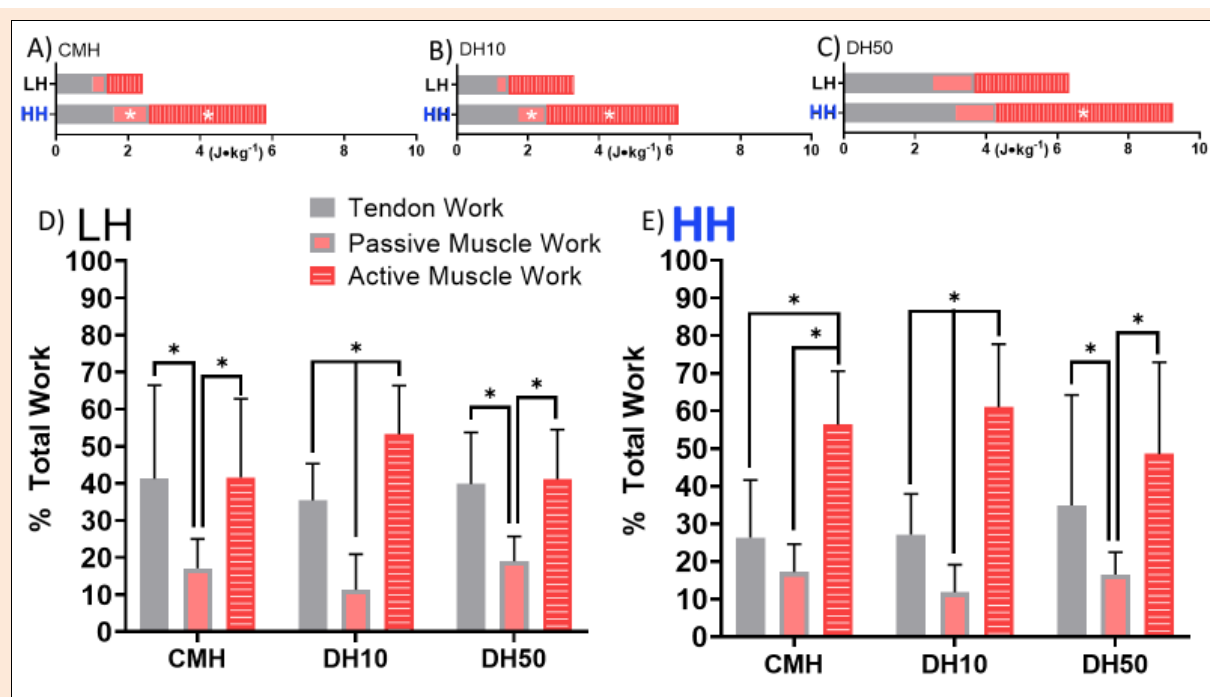 A) CMH
LH
HH * *
0 2 4 (J•kg⁻¹) 6 8 10
B) DH10
LH
HH * *
0 2 4 (J•kg⁻¹) 6 8 10
C) DH50
LH
HH *
0 2 4 (J•kg⁻¹) 6 8 10
D) LH
Tendon Work
Passive Muscle Work
Active Muscle Work
% Total Work
100
90
80
70
60
50
40
30
20
10
0
* * * * *
CMH DH10 DH50
E) HH
% Total Work
100
90
80
70
60
50
40
30
20
10
0
* * * * *
CMH DH10 DH50